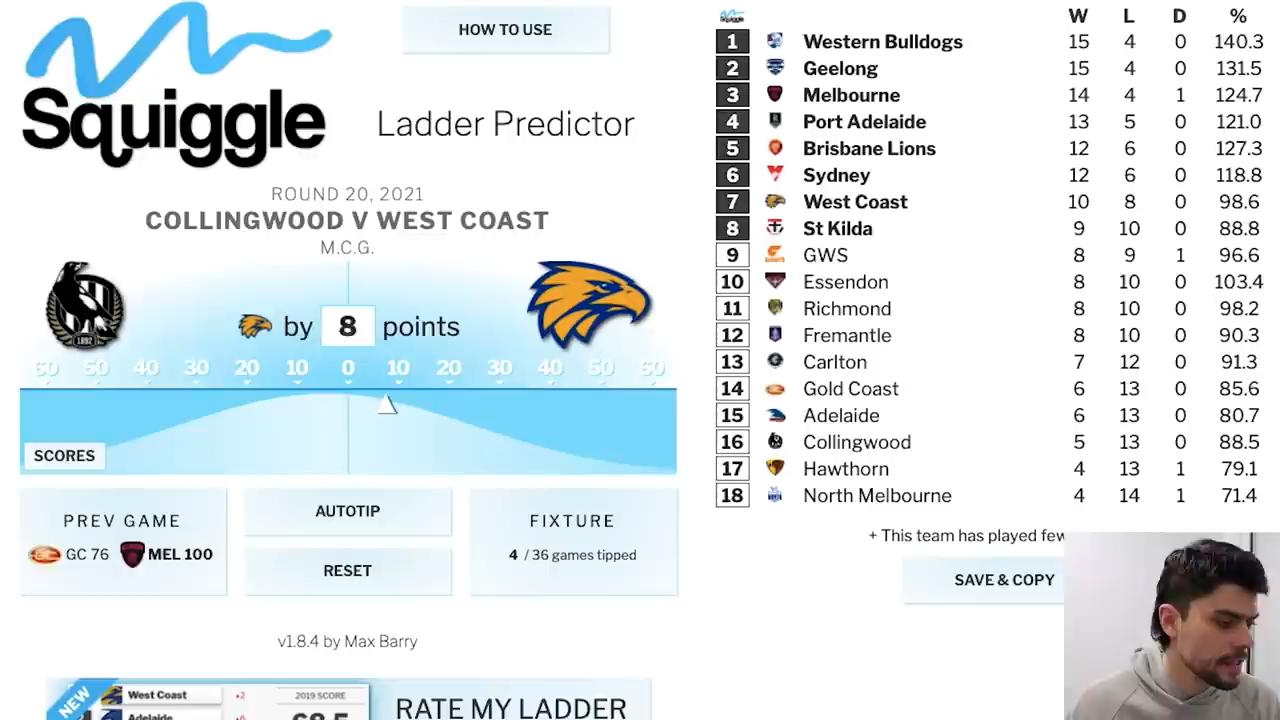 HOW TO USE
Squiggle
Ladder Predictor
ROUND 20, 2021
COLLINGWOOD V WEST COAST
M.C.G.
1892
by 8 points
60 50 40 30 20 10 0 10 20 30 40 50 60
SCORES
PREV GAME
GC 76 MEL 100
AUTOTIP
RESET
FIXTURE
4 / 36 games tipped
v1.8.4 by Max Barry
NEW
West Coast
Adelaide
2019 SCORE
RATE MY LADDER
Squiggle W L D %
1 Western Bulldogs 15 4 0 140.3
2 Geelong 15 4 0 131.5
3 Melbourne 14 4 1 124.7
4 Port Adelaide 13 5 0 121.0
5 Brisbane Lions 12 6 0 127.3
6 Sydney 12 6 0 118.8
7 West Coast 10 8 0 98.6
8 St Kilda 9 10 0 88.8
9 GWS 8 9 1 96.6
10 Essendon 8 10 0 103.4
11 Richmond 8 10 0 98.2
12 Fremantle 8 10 0 90.3
13 Carlton 7 12 0 91.3
14 Gold Coast 6 13 0 85.6
15 Adelaide 6 13 0 80.7
16 Collingwood 5 13 0 88.5
17 Hawthorn 4 13 1 79.1
18 North Melbourne 4 14 1 71.4
+ This team has played few
SAVE & COPY